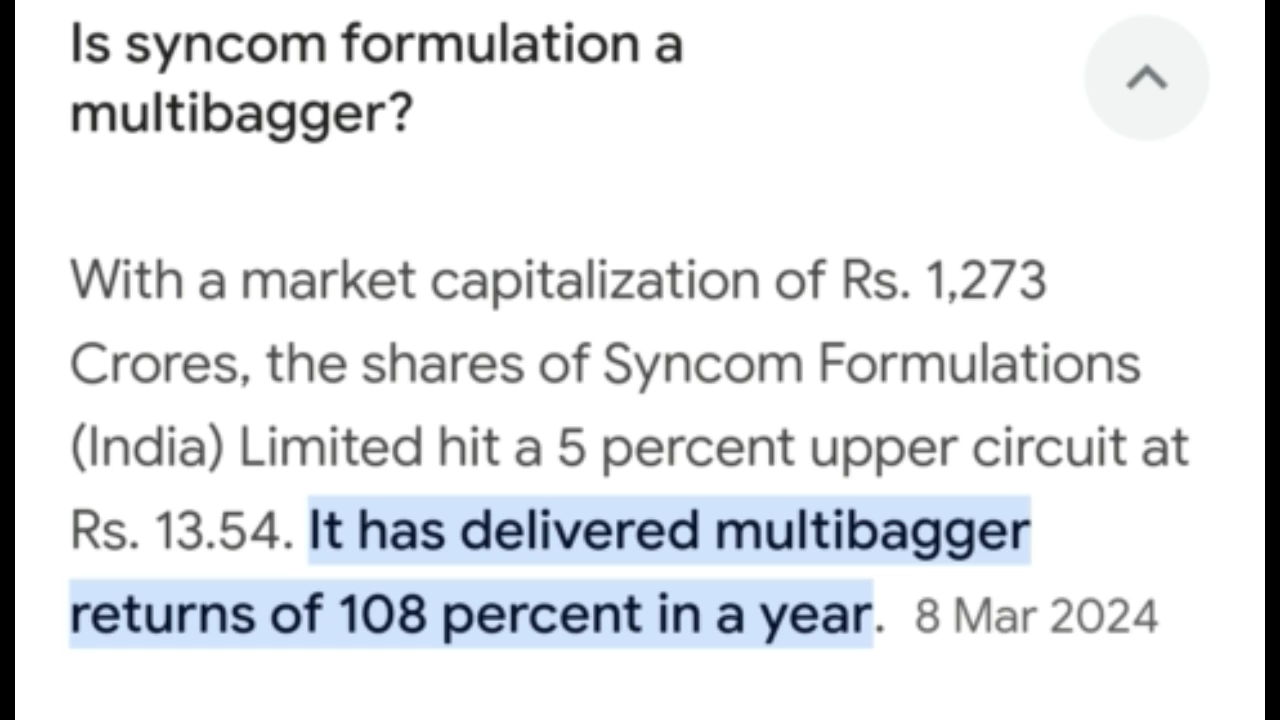 Is syncom formulation a
multibagger?
With a market capitalization of Rs. 1,273
Crores, the shares of Syncom Formulations
(India) Limited hit a 5 percent upper circuit at
Rs. 13.54. It has delivered multibagger
returns of 108 percent in a year. 8 Mar 2024